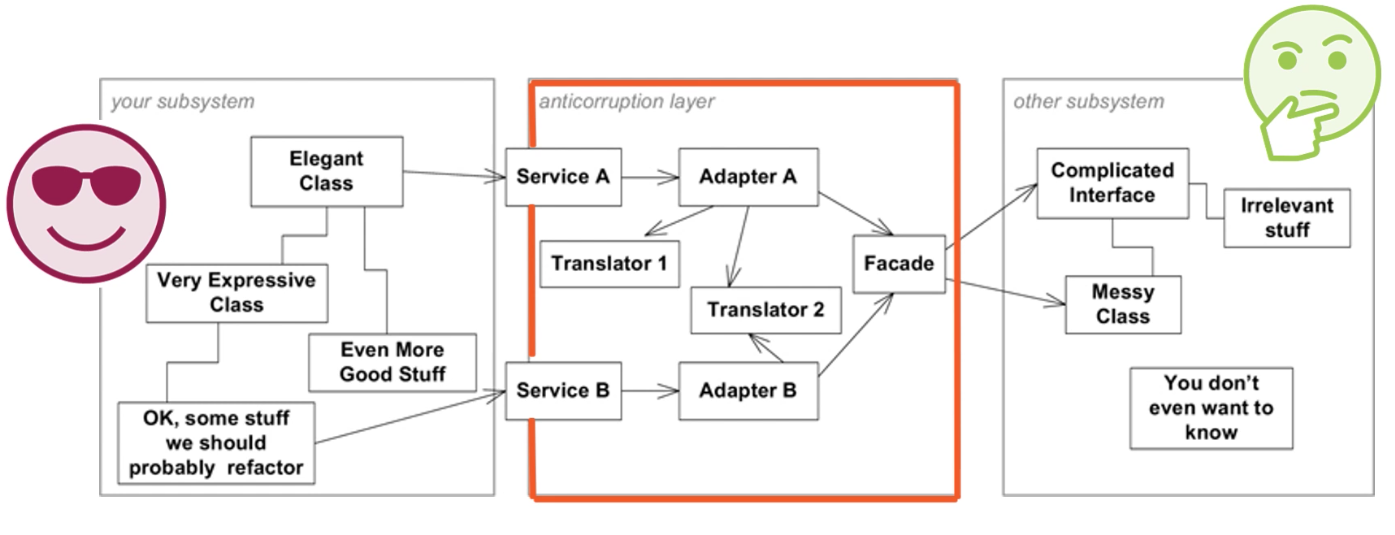 your subsystem
anticorruption layer
other subsystem
Elegant
Class
Service A
Adapter A
Complicated
Interface
Irrelevant
stuff
Translator 1
Facade
Very Expressive
Class
Translator 2
Messy
Class
Even More
Good Stuff
Service B
Adapter B
You don’t
even want to
know
OK, some stuff
we should
probably refactor